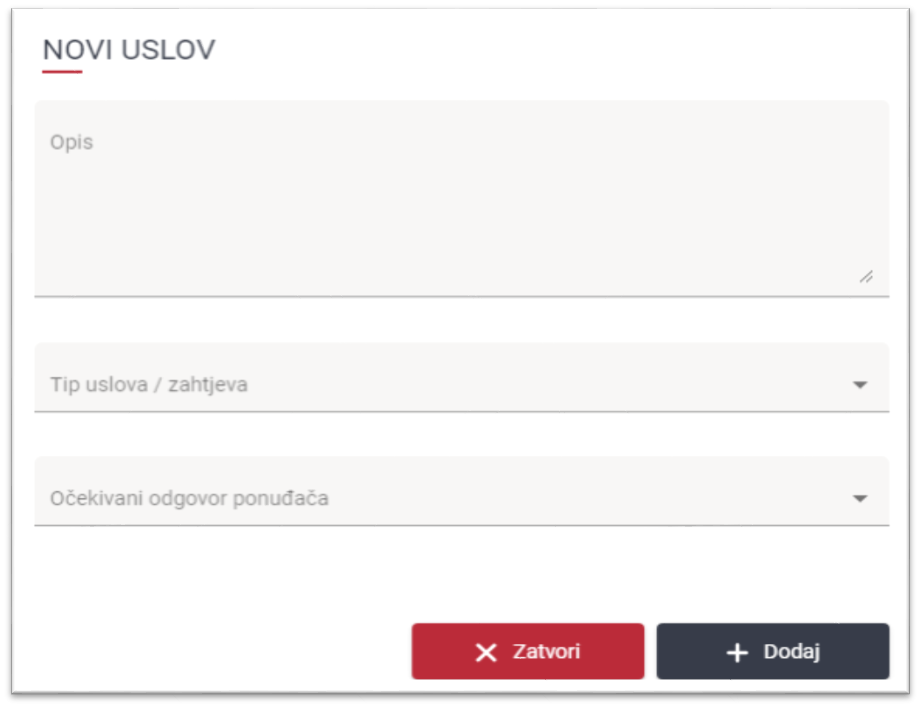 NOVI USLOV
Opis
Tip uslova / zahtjeva
Očekivani odgovor ponuđača
Zatvori
Dodaj